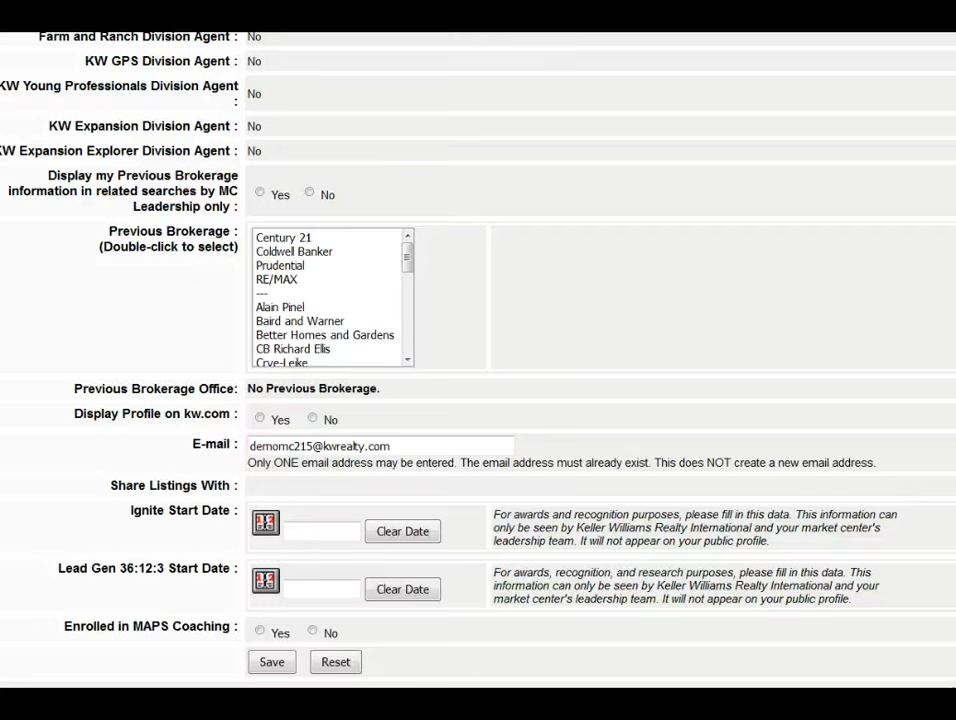 Farm and Ranch Division Agent : No
KW GPS Division Agent : No
KW Young Professionals Division Agent
: No
KW Expansion Division Agent : No
KW Expansion Explorer Division Agent : No
Display my Previous Brokerage
information in related searches by MC
Leadership only : Yes No
Previous Brokerage :
(Double-click to select)
Century 21
Coldwell Banker
Prudential
RE/MAX
---
Alain Pinel
Baird and Warner
Better Homes and Gardens
CB Richard Ellis
Crye-Leike
Previous Brokerage Office: No Previous Brokerage.
Display Profile on kw.com : Yes No
E-mail : demomc215@kwrealty.com
Only ONE email address may be entered. The email address must already exist. This does NOT create a new email address.
Share Listings With :
Ignite Start Date : Clear Date
For awards and recognition purposes, please fill in this data. This information can
only be seen by Keller Williams Realty International and your market center's
leadership team. It will not appear on your public profile.
Lead Gen 36:12:3 Start Date : Clear Date
For awards, recognition, and research purposes, please fill in this data. This
information can only be seen by Keller Williams Realty International and your
market center's leadership team. It will not appear on your public profile.
Enrolled in MAPS Coaching : Yes No
Save Reset